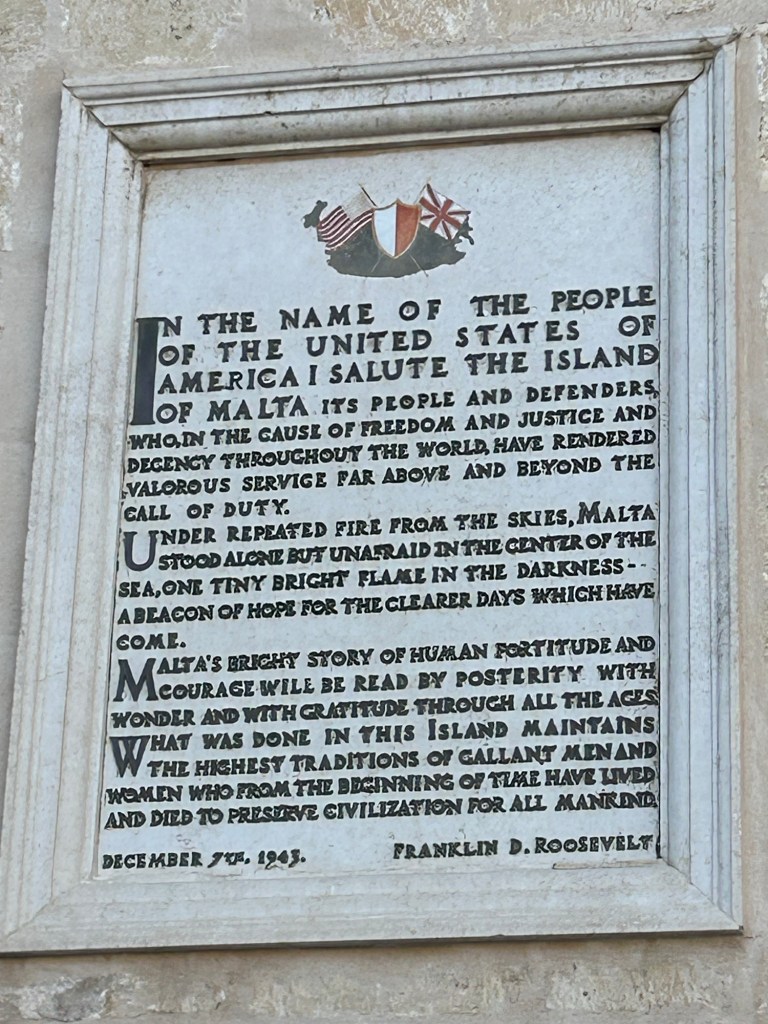 IN THE NAME OF THE PEOPLE
OF THE UNITED STATES OF
AMERICA I SALUTE THE ISLAND
OF MALTA ITS PEOPLE AND DEFENDERS,
WHO, IN THE CAUSE OF FREEDOM AND JUSTICE AND
DECENCY THROUGHOUT THE WORLD, HAVE RENDERED
VALOROUS SERVICE FAR ABOVE AND BEYOND THE
CALL OF DUTY.
UNDER REPEATED FIRE FROM THE SKIES, MALTA
STOOD ALONE BUT UNAFRAID IN THE CENTER OF THE
SEA, ONE TINY BRIGHT FLAME IN THE DARKNESS--
A BEACON OF HOPE FOR THE CLEARER DAYS WHICH HAVE
COME.
MALTA'S BRIGHT STORY OF HUMAN FORTITUDE AND
COURAGE WILL BE READ BY POSTERITY WITH
WONDER AND WITH GRATITUDE THROUGH ALL THE AGES.
WHAT WAS DONE IN THIS ISLAND MAINTAINS
THE HIGHEST TRADITIONS OF GALLANT MEN AND
WOMEN WHO FROM THE BEGINNING OF TIME HAVE LIVED
AND DIED TO PRESERVE CIVILIZATION FOR ALL MANKIND.
DECEMBER 7TH, 1943. FRANKLIN D. ROOSEVELT